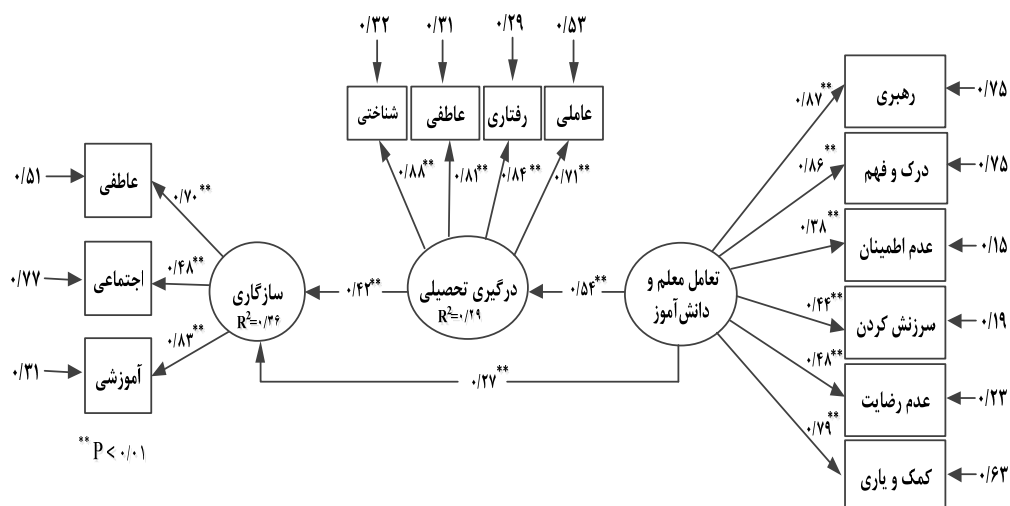 ۰/۳۲
۰/۳۱
۰/۲۹
۰/۵۳
شناختی
عاطفی
رفتاری
عاملی
۰/۸۸**
۰/۸۱**
۰/۸۴**
۰/۷۱**
رهبری
۰/۷۵
۰/۸۷**
درک و فهم
۰/۷۵
۰/۸۶**
عدم اطمینان
۰/۱۵
۰/۳۸**
سرزنش کردن
۰/۱۹
۰/۴۴**
عدم رضایت
۰/۲۳
۰/۴۸**
کمک و یاری
۰/۶۳
۰/۷۹**
تعامل معلم و
دانش‌آموز
۰/۵۴**
درگیری تحصیلی
R²=۰/۲۹
۰/۴۲**
سازگاری
R²=۰/۳۶
۰/۲۷**
۰/۷۰**
عاطفی
۰/۵۱
۰/۴۸**
اجتماعی
۰/۷۷
۰/۸۳**
آموزشی
۰/۳۱
** P < ۰/۰۱